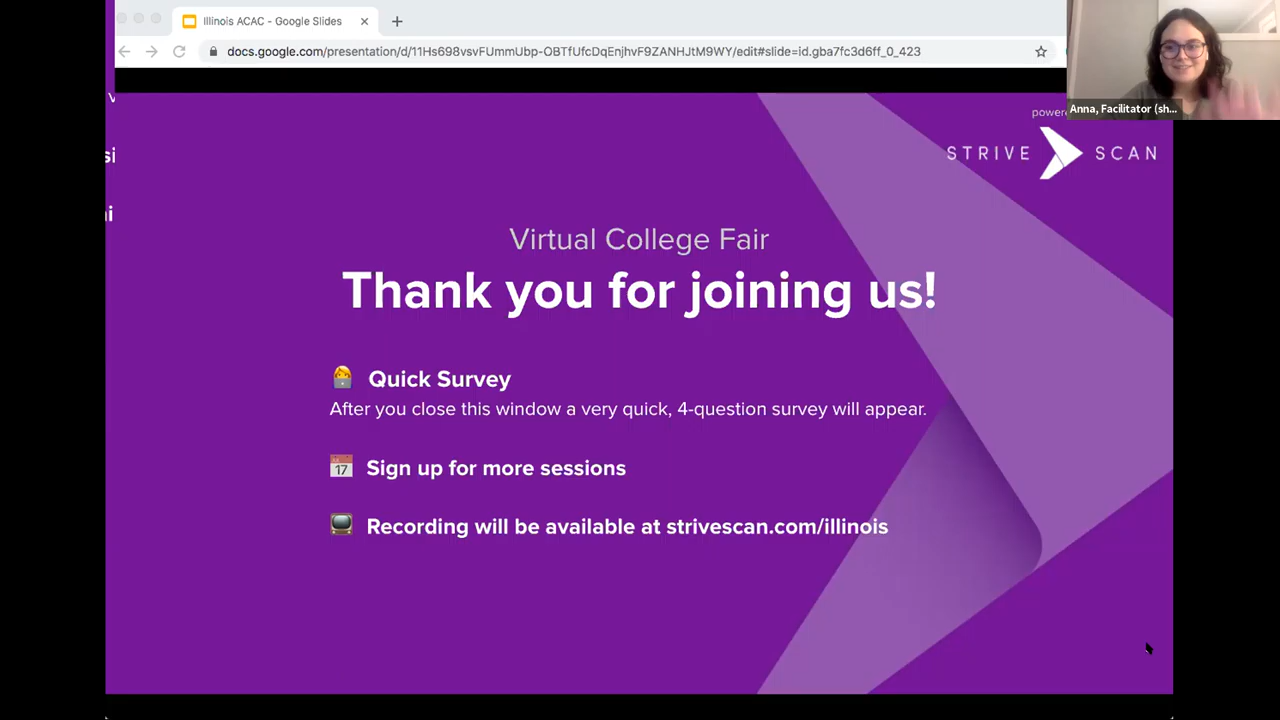 Illinois ACAC - Google Slides
docs.google.com/presentation/d/11Hs698vsvFUmmUbp-OBTfUfcDqEnjhvF9ZANHJtM9WY/edit#slide=id.gba7fc3d6ff_0_423
Anna, Facilitator (sh...
STRIVE SCAN
Virtual College Fair
Thank you for joining us!
Quick Survey
After you close this window a very quick, 4-question survey will appear.
17 Sign up for more sessions
Recording will be available at strivescan.com/illinois